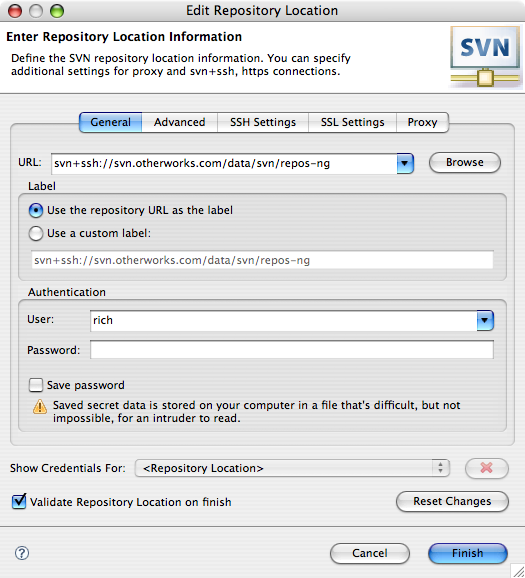 Edit Repository Location
Enter Repository Location Information
Define the SVN repository location information. You can specify
additional settings for proxy and svn+ssh, https connections.
SVN
General Advanced SSH Settings SSL Settings Proxy
URL: svn+ssh://svn.otherworks.com/data/svn/repos-ng Browse
Label
Use the repository URL as the label
Use a custom label:
svn+ssh://svn.otherworks.com/data/svn/repos-ng
Authentication
User: rich
Password:
Save password
Saved secret data is stored on your computer in a file that's difficult, but not
impossible, for an intruder to read.
Show Credentials For: <Repository Location>
Validate Repository Location on finish Reset Changes
? Cancel Finish